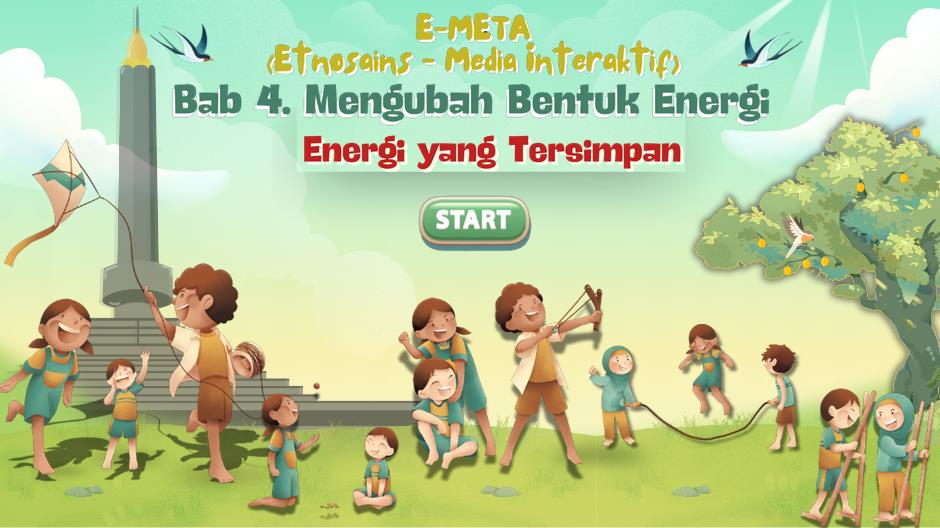 E-META
(Etnosains - Media interaktif)
Bab 4. Mengubah Bentuk Energi
Energi yang Tersimpan
START